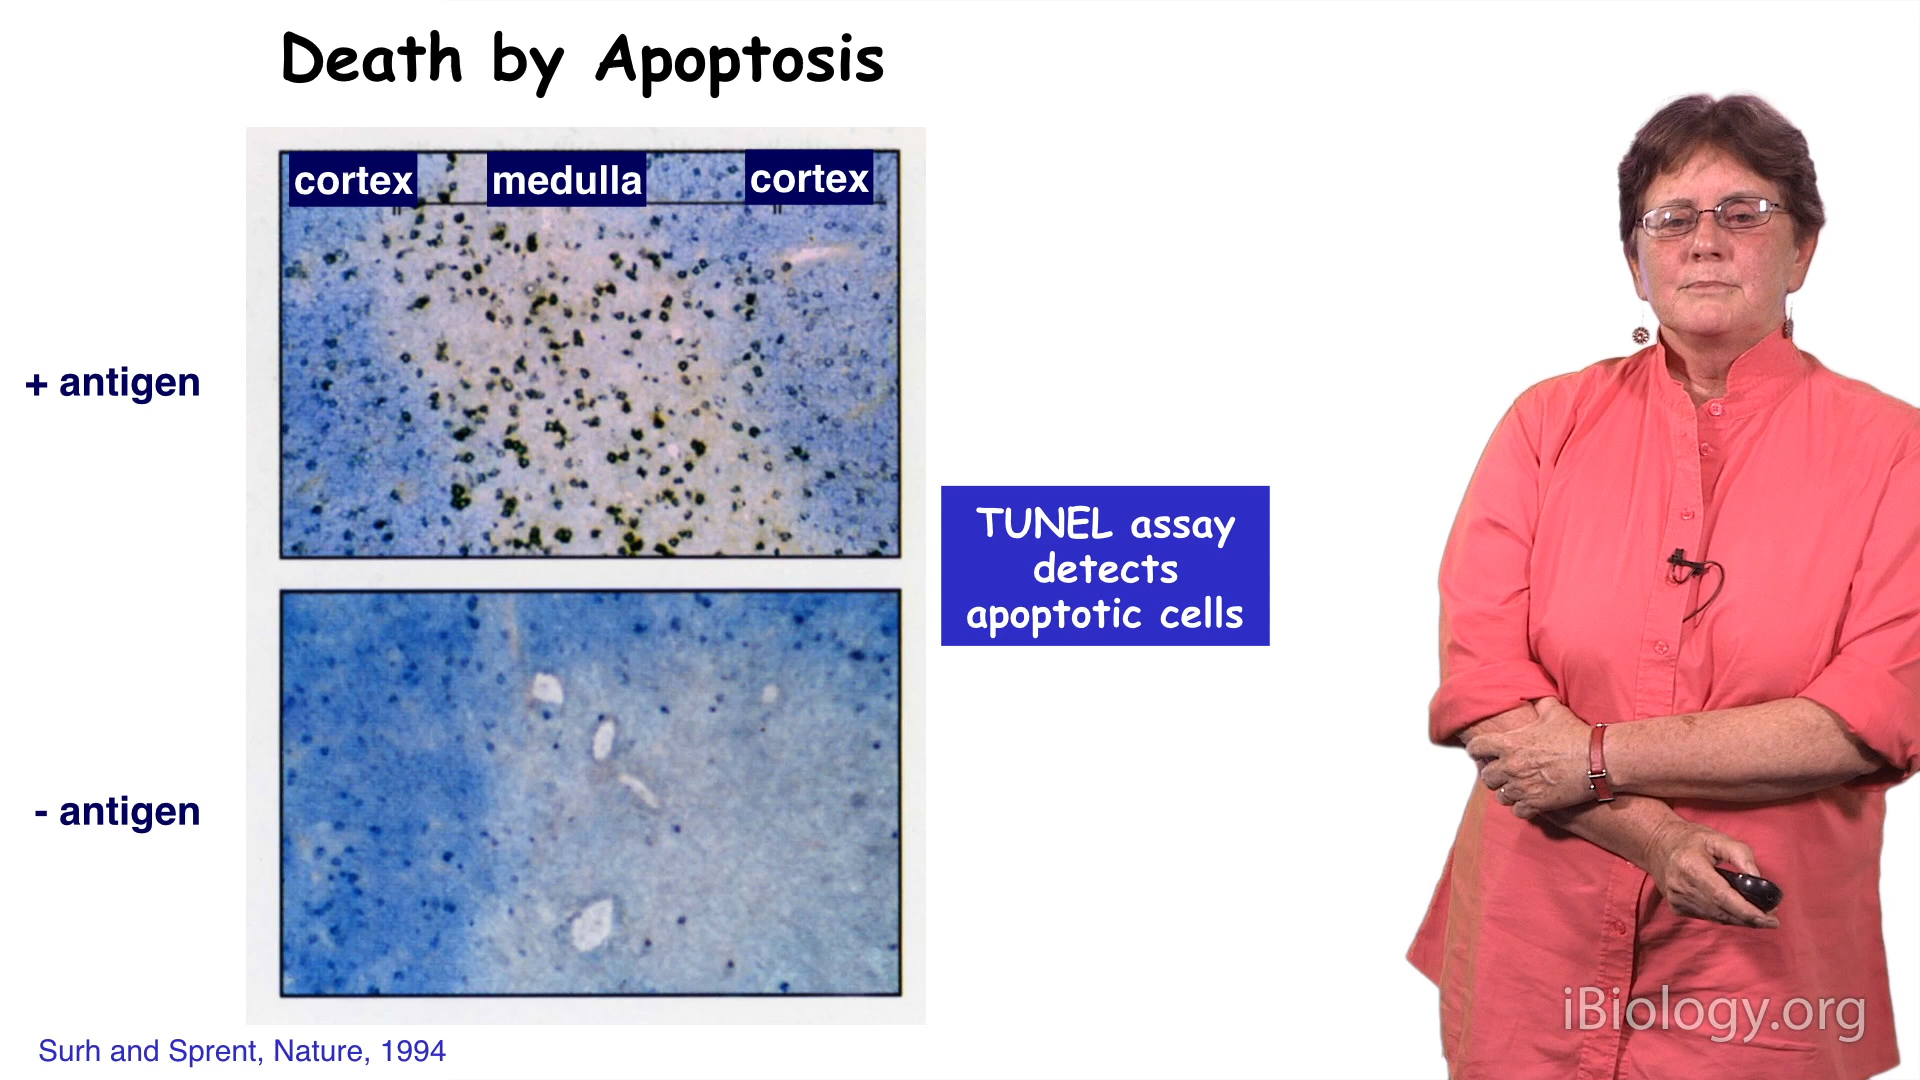 Death by Apoptosis
cortex medulla cortex
+ antigen
TUNEL assay
detects
apoptotic cells
- antigen
Surh and Sprent, Nature, 1994
iBiology.org